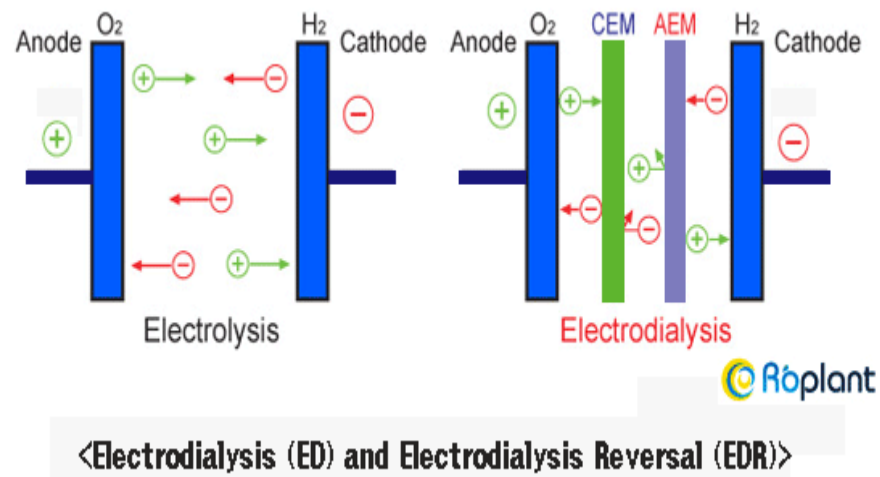 O₂ H₂
Anode Cathode
+ −
+ − + − − +
Electrolysis
O₂ CEM AEM H₂
Anode Cathode
+ −
+ − + − − +
Electrodialysis
Róplant
<Electrodialysis (ED) and Electrodialysis Reversal (EDR)>